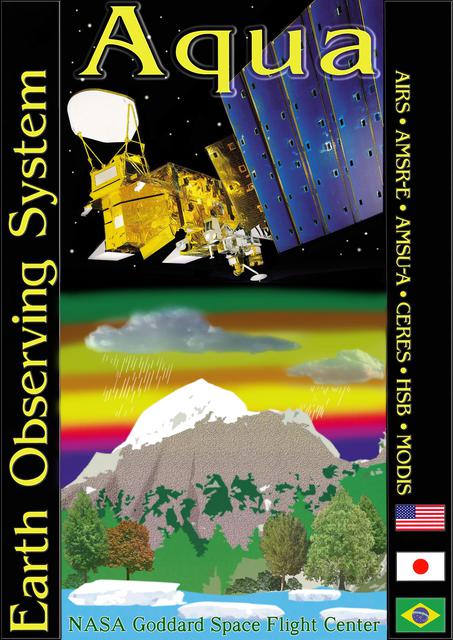 Aqua
Earth Observing System
AIRS • AMSR-E • AMSU-A • CERES • HSB • MODIS
NASA Goddard Space Flight Center